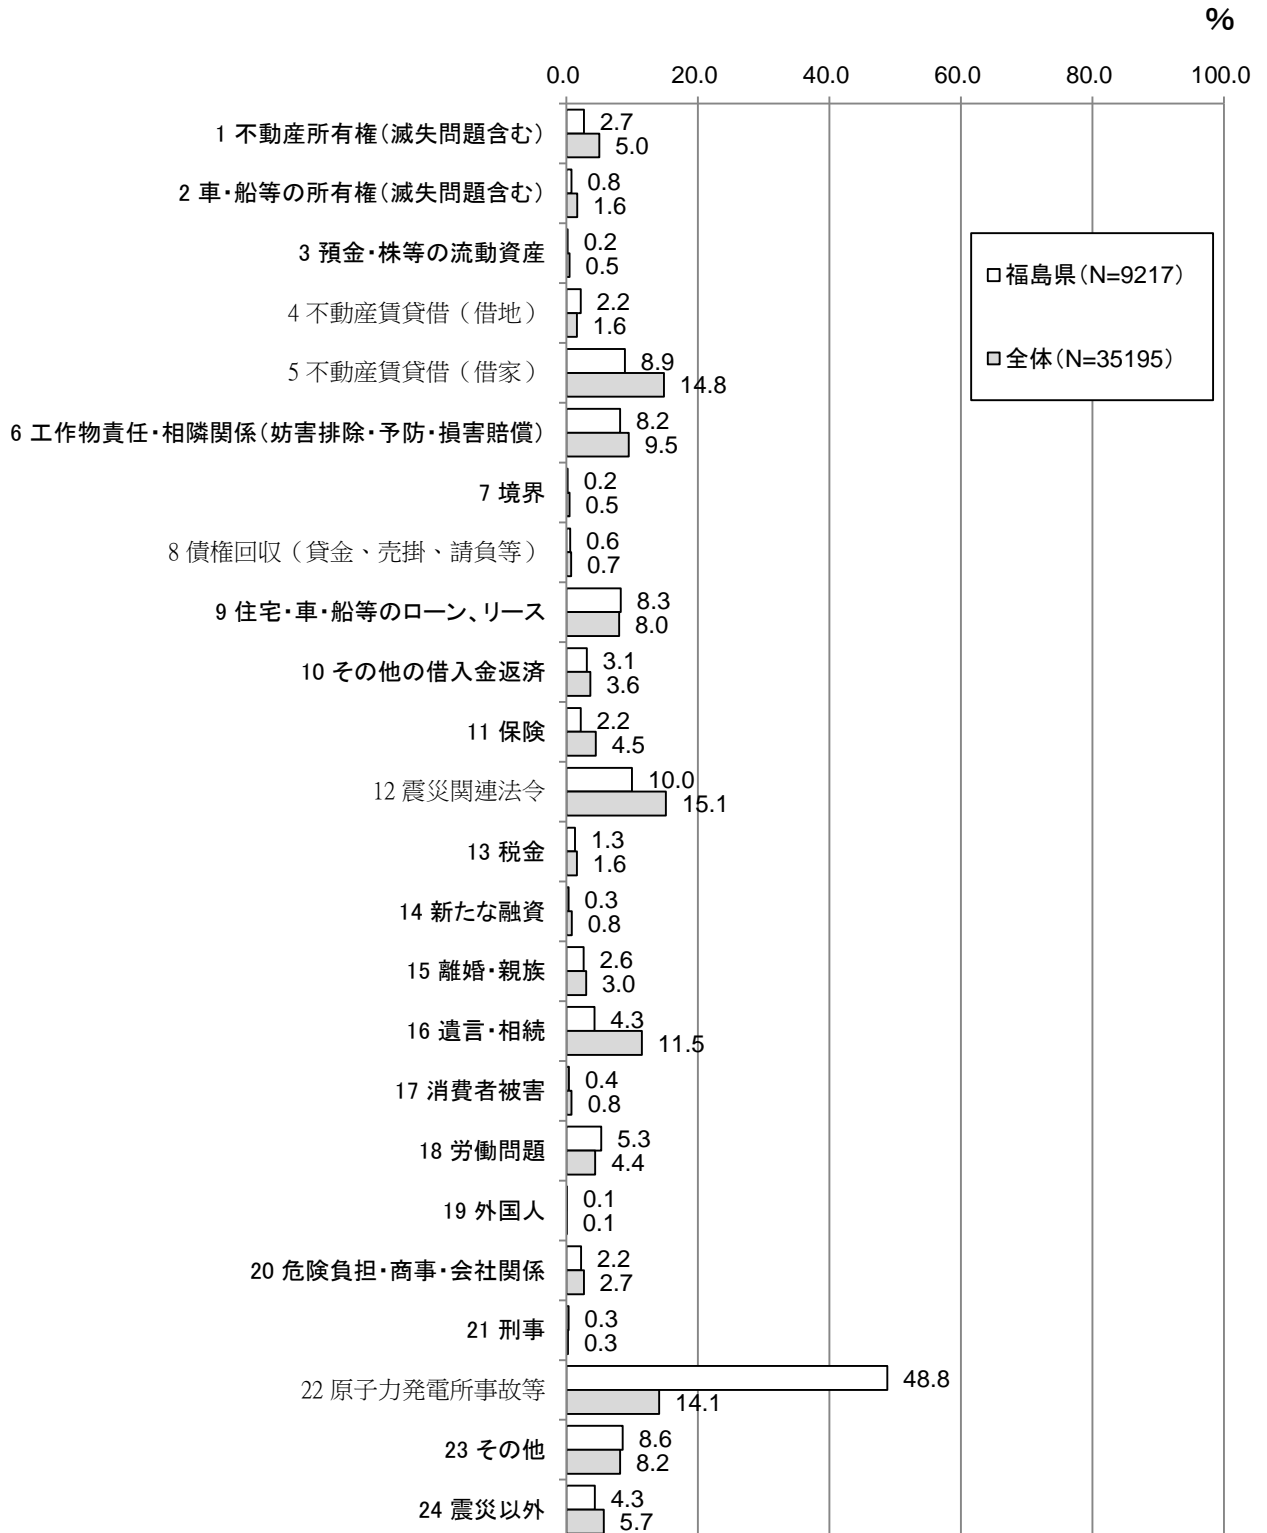 %
0.0 20.0 40.0 60.0 80.0 100.0
1 不動産所有権（滅失問題含む） 2.7
5.0
2 車・船等の所有権（滅失問題含む） 0.8
1.6
3 預金・株等の流動資産 0.2
0.5
4 不動産賃貸借（借地） 2.2
1.6
5 不動産賃貸借（借家） 8.9
14.8
6 工作物責任・相隣関係（妨害排除・予防・損害賠償） 8.2
9.5
7 境界 0.2
0.5
8 債権回収（貸金、売掛、請負等） 0.6
0.7
9 住宅・車・船等のローン、リース 8.3
8.0
10 その他の借入金返済 3.1
3.6
11 保険 2.2
4.5
12 震災関連法令 10.0
15.1
13 税金 1.3
1.6
14 新たな融資 0.3
0.8
15 離婚・親族 2.6
3.0
16 遺言・相続 4.3
11.5
17 消費者被害 0.4
0.8
18 労働問題 5.3
4.4
19 外国人 0.1
0.1
20 危険負担・商事・会社関係 2.2
2.7
21 刑事 0.3
0.3
22 原子力発電所事故等 48.8
14.1
23 その他 8.6
8.2
24 震災以外 4.3
5.7
福島県（N=9217）
全体（N=35195）